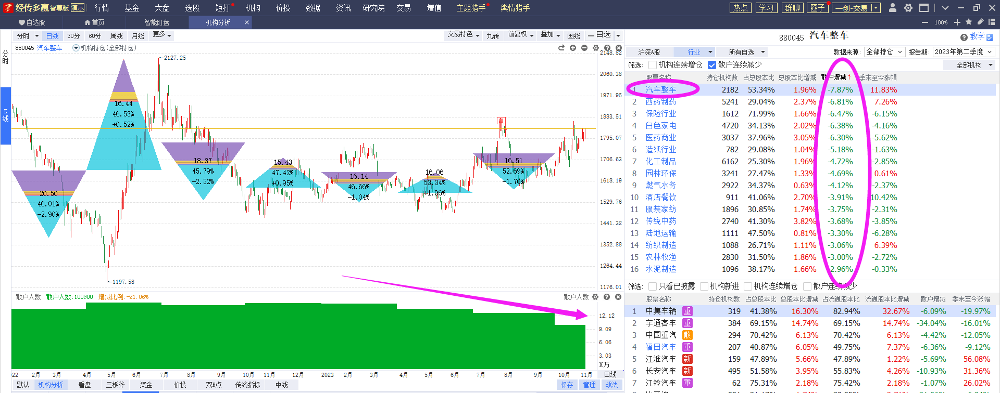 经传多赢 智尊版 演示 行情 基金 大盘 选股 短打 机构 价投 数据 资讯 研究院 交易 增值 主题猎手 舆情猎手 热点 学习 群聊 圈子 一创-交易
自选股 首页 智能盯盘 机构分析 × 100%
分时 日线 30分 60分 周线 月线 更多 交易特色 九转 前复权 叠加 画线 自选
880045 汽车整车 机构持仓(全部持仓)
分时
K线
2148.82
2060.38
1971.95
1883.51
1795.07
1706.63
1618.19
1529.76
1441.32
1352.88
1264.44
1176.01
2127.25
1197.58
20.50
46.01%
-2.90%
16.44
46.53%
+0.52%
18.37
45.79%
-2.32%
15.43
47.42%
+0.95%
16.14
46.66%
-1.04%
16.06
53.34%
+1.96%
16.51
52.69%
-1.70%
散户人数 散户人数:100900 增减比例:-21.06% 散户人数
12.12
9.09
6.06
3.03
X万
22 2月 3月 4月 5月 6月 7月 8月 9月 10月 11月 12月 2023 2月 3月 4月 5月 6月 7月 8月 9月 10月 11月 日线
默认 机构分析 看盘 三板斧 资金 价投 双B点 传统指标 中线 保存 管理 战法
880045 汽车整车 教学
沪深A股 行业 所有自选 数据来源: 全部持仓 报告期: 2023年第二季度
筛选: 机构连续增仓 散户连续减少 全部机构
股票名称 持仓机构数 占总股本比 总股本比增减 散户增减↑ 季末至今涨幅
1 汽车整车 2182 53.34% 1.96% -7.87% 11.83%
2 西药制药 5241 29.04% 2.37% -6.81% 7.26%
3 保险行业 1612 71.99% 1.66% -6.47% -6.15%
4 白色家电 4720 34.13% 2.02% -6.38% -4.16%
5 医药商业 3037 37.96% 3.05% -6.30% -5.62%
6 造纸行业 782 29.08% 1.04% -5.18% -1.63%
7 化工制品 6162 25.30% 1.96% -4.72% -2.85%
8 园林环保 3241 27.47% 1.33% -4.69% 0.61%
9 燃气水务 2922 34.37% 0.63% -4.12% -2.37%
10 酒店餐饮 911 41.06% 2.70% -3.91% 10.42%
11 服装家纺 1896 30.85% 1.74% -3.75% -2.31%
12 传统中药 2740 41.30% 3.82% -3.68% -3.85%
13 陆地运输 1111 47.50% 0.81% -3.30% -6.28%
14 纺织制造 1088 26.71% 1.11% -3.06% 6.39%
15 农林牧渔 2830 31.50% 1.86% -3.00% -2.72%
16 水泥制造 1096 38.17% 1.66% -2.96% -0.33%
筛选: 只看已披露 机构新进 机构连续增仓 散户连续减少
股票名称 持仓机构数 占总股本比 总股本比增减 占流通股本比 流通股本比增减 散户增减 季末至今涨幅
1 中集车辆 重 319 41.38% 16.30% 82.94% 32.67% -6.09% -19.97%
2 宇通客车 重 384 69.15% 14.74% 69.15% 14.74% -34.04% -16.01%
3 中国重汽 散 294 70.42% 6.13% 70.42% 6.13% -4.42% -12.05%
4 福田汽车 重 207 40.87% 6.05% 49.75% 7.37% -6.36% -9.12%
5 江淮汽车 新 159 47.89% 5.66% 47.89% 1.22% -5.69% 56.08%
6 长安汽车 新 495 51.58% 3.95% 55.83% 4.26% -10.93% 31.36%
7 江铃汽车 重 62 75.31% 2.18% 75.42% 2.18% -1.07% 26.02%